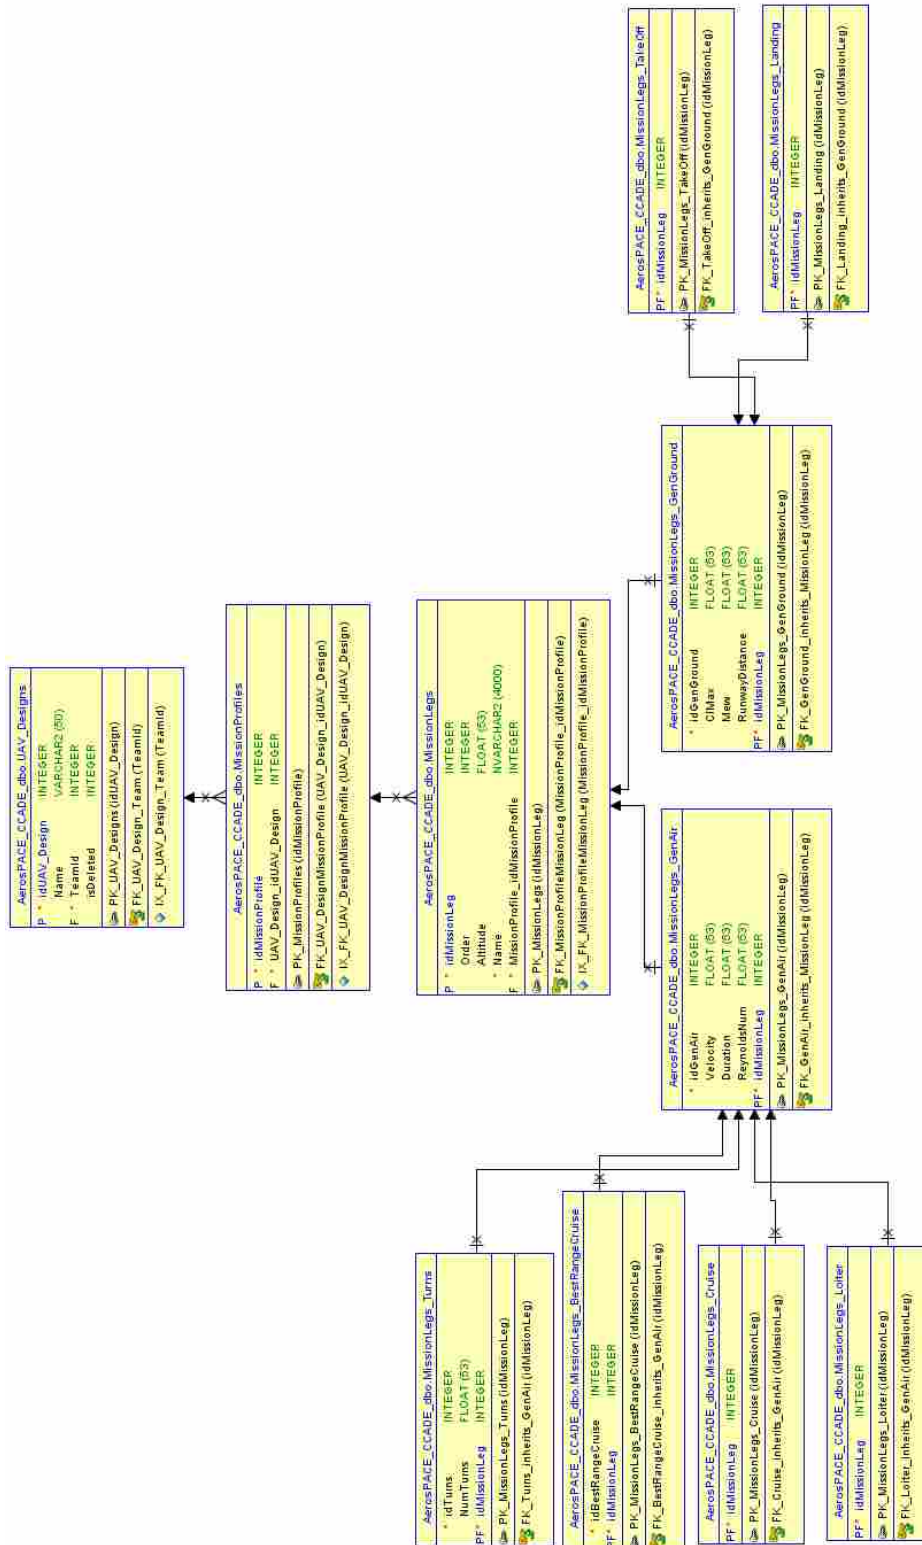 AerosPACE_CCADE_dbo.UAV_Designs
P * idUAV_Design INTEGER
Name VARCHAR2 (50)
F * TeamId INTEGER
isDeleted INTEGER
PK_UAV_Designs (idUAV_Design)
FK_UAV_Design_Team (TeamId)
IX_FK_UAV_Design_Team (TeamId)
AerosPACE_CCADE_dbo.MissionProfiles
P * idMissionProfile INTEGER
F * UAV_Design_idUAV_Design INTEGER
PK_MissionProfiles (idMissionProfile)
FK_UAV_DesignMissionProfile (UAV_Design_idUAV_Design)
IX_FK_UAV_DesignMissionProfile (UAV_Design_idUAV_Design)
AerosPACE_CCADE_dbo.MissionLegs
P * idMissionLeg INTEGER
Order INTEGER
Altitude FLOAT (53)
* Name NVARCHAR2 (4000)
F * MissionProfile_idMissionProfile INTEGER
PK_MissionLegs (idMissionLeg)
FK_MissionProfileMissionLeg (MissionProfile_idMissionProfile)
IX_FK_MissionProfileMissionLeg (MissionProfile_idMissionProfile)
AerosPACE_CCADE_dbo.MissionLegs_GenAir
* idGenAir INTEGER
Velocity FLOAT (53)
Duration FLOAT (53)
ReynoldsNum FLOAT (53)
PF* idMissionLeg INTEGER
PK_MissionLegs_GenAir (idMissionLeg)
FK_GenAir_inherits_MissionLeg (idMissionLeg)
AerosPACE_CCADE_dbo.MissionLegs_GenGround
* idGenGround INTEGER
ClMax FLOAT (53)
Mew FLOAT (53)
RunwayDistance FLOAT (53)
PF* idMissionLeg INTEGER
PK_MissionLegs_GenGround (idMissionLeg)
FK_GenGround_inherits_MissionLeg (idMissionLeg)
AerosPACE_CCADE_dbo.MissionLegs_Turns
* idTurns INTEGER
NumTurns FLOAT (53)
PF* idMissionLeg INTEGER
PK_MissionLegs_Turns (idMissionLeg)
FK_Turns_inherits_GenAir (idMissionLeg)
AerosPACE_CCADE_dbo.MissionLegs_BestRangeCruise
* idBestRangeCruise INTEGER
PF* idMissionLeg INTEGER
PK_MissionLegs_BestRangeCruise (idMissionLeg)
FK_BestRangeCruise_inherits_GenAir (idMissionLeg)
AerosPACE_CCADE_dbo.MissionLegs_Cruise
PF* idMissionLeg INTEGER
PK_MissionLegs_Cruise (idMissionLeg)
FK_Cruise_inherits_GenAir (idMissionLeg)
AerosPACE_CCADE_dbo.MissionLegs_Loiter
PF* idMissionLeg INTEGER
PK_MissionLegs_Loiter (idMissionLeg)
FK_Loiter_inherits_GenAir (idMissionLeg)
AerosPACE_CCADE_dbo.MissionLegs_TakeOff
PF* idMissionLeg INTEGER
PK_MissionLegs_TakeOff (idMissionLeg)
FK_TakeOff_inherits_GenGround (idMissionLeg)
AerosPACE_CCADE_dbo.MissionLegs_Landing
PF* idMissionLeg INTEGER
PK_MissionLegs_Landing (idMissionLeg)
FK_Landing_inherits_GenGround (idMissionLeg)